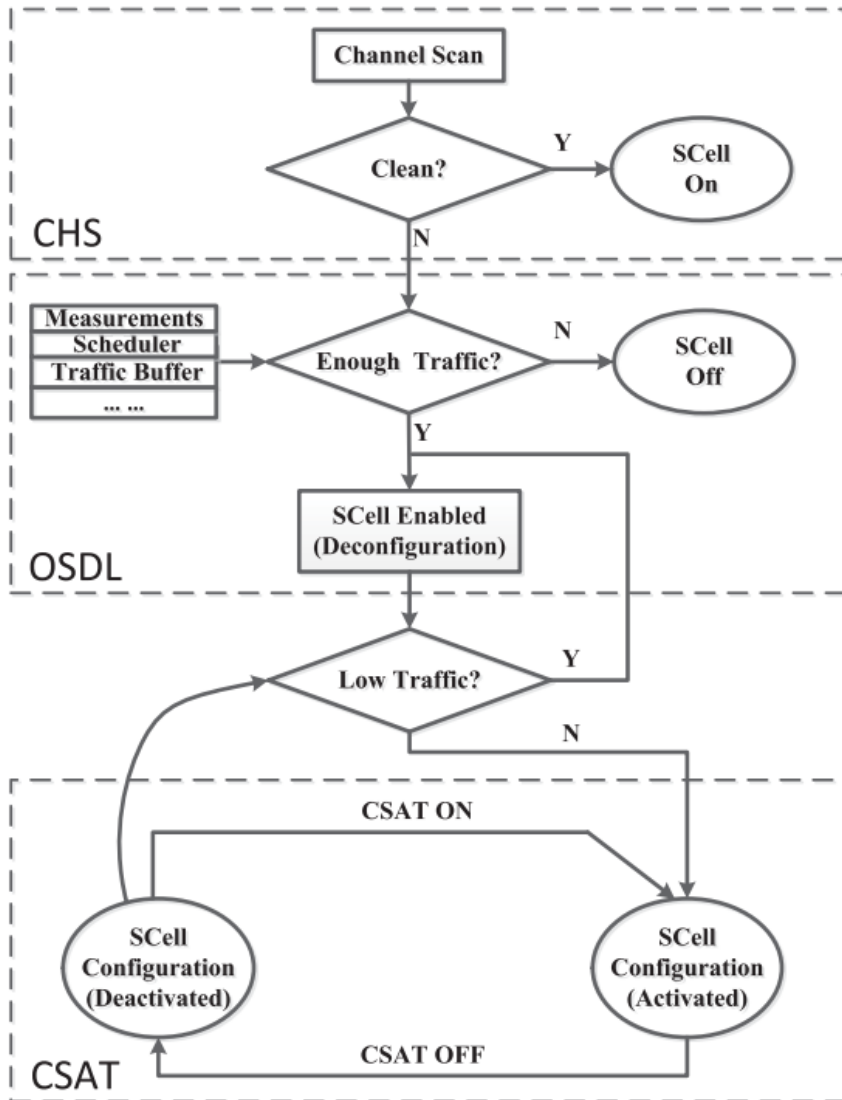 Channel Scan
Clean?
Y
SCell
On
CHS
N
Measurements
Scheduler
Traffic Buffer
... ...
Enough Traffic?
N
SCell
Off
Y
SCell Enabled
(Deconfiguration)
OSDL
Low Traffic?
Y
N
CSAT ON
SCell
Configuration
(Deactivated)
SCell
Configuration
(Activated)
CSAT OFF
CSAT